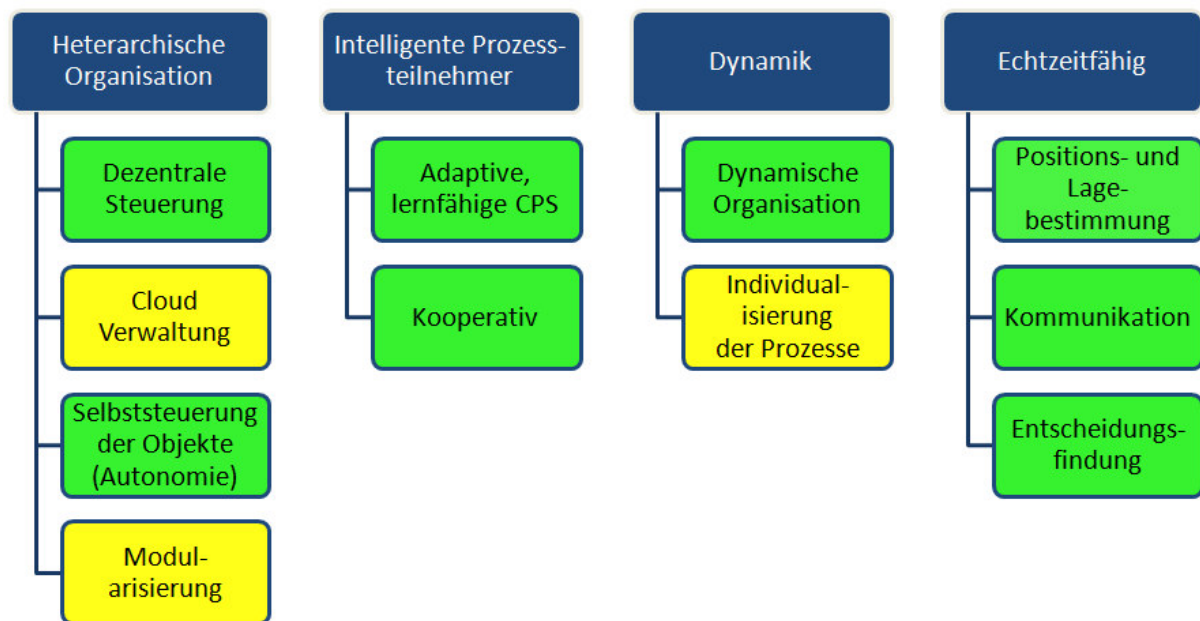 Heterarchische
Organisation
Dezentrale
Steuerung
Cloud
Verwaltung
Selbststeuerung
der Objekte
(Autonomie)
Modul-
arisierung
Intelligente Prozess-
teilnehmer
Adaptive,
lernfähige CPS
Kooperativ
Dynamik
Dynamische
Organisation
Individual-
isierung
der Prozesse
Echtzeitfähig
Positions- und
Lage-
bestimmung
Kommunikation
Entscheidungs-
findung